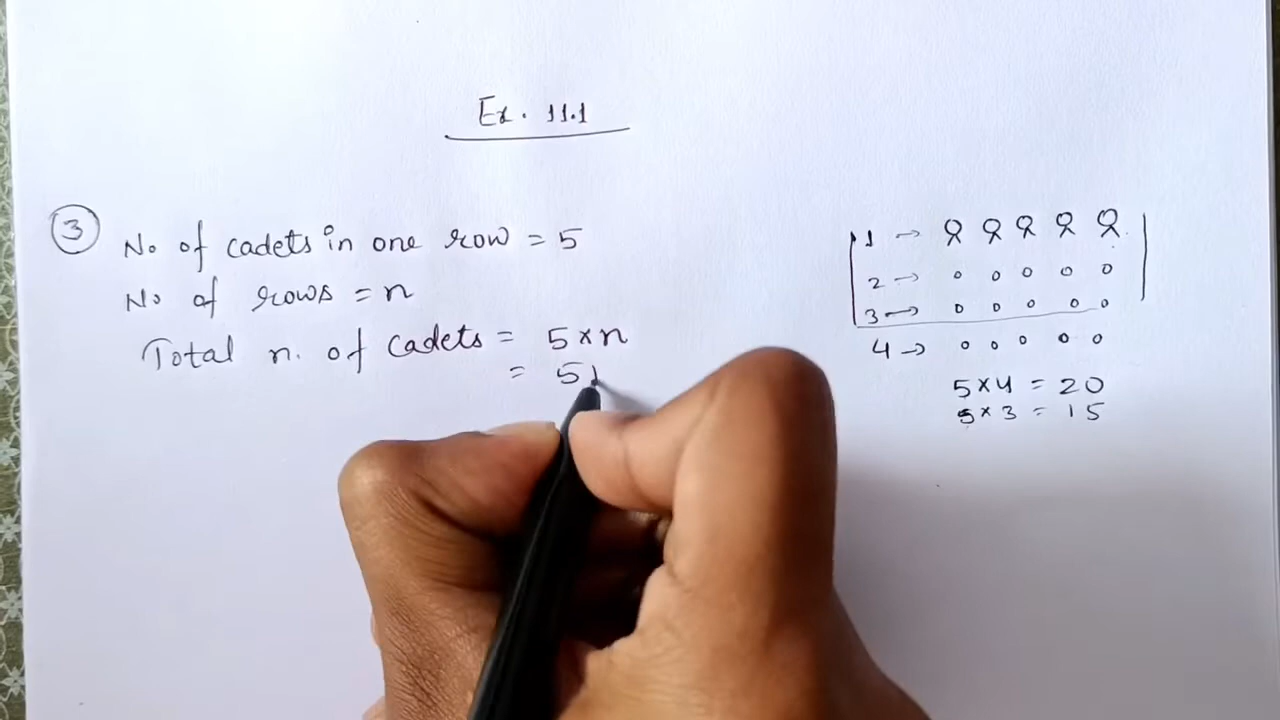 Ex. 11.1
3 No of cadets in one row = 5
No of rows = n
Total n. of cadets = 5×n
= 5
1 →
2 →
3 →
4 →
5×4 = 20
5×3 = 15